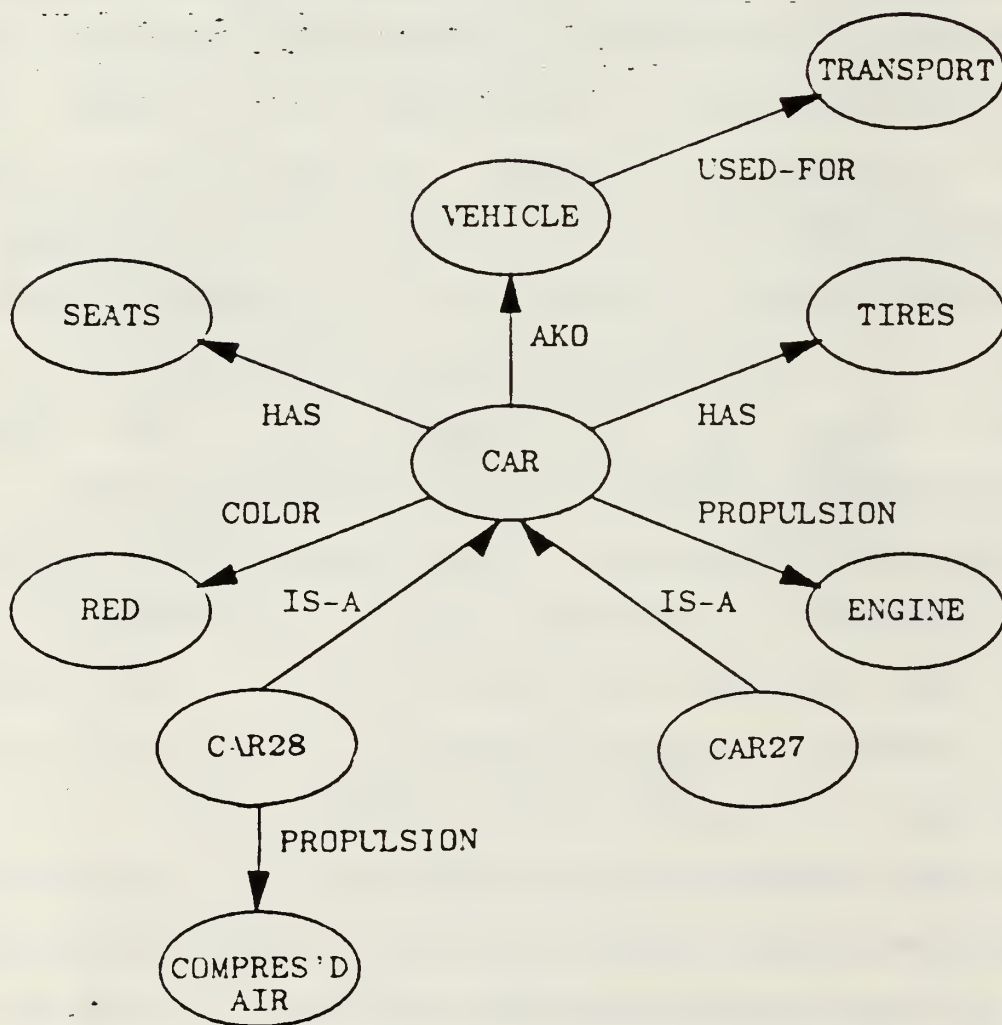 TRANSPORT
USED-FOR
VEHICLE
SEATS
TIRES
AKO
HAS
HAS
CAR
COLOR
PROPULSION
RED
IS-A
IS-A
ENGINE
CAR28
CAR27
PROPULSION
COMPRES'D
AIR